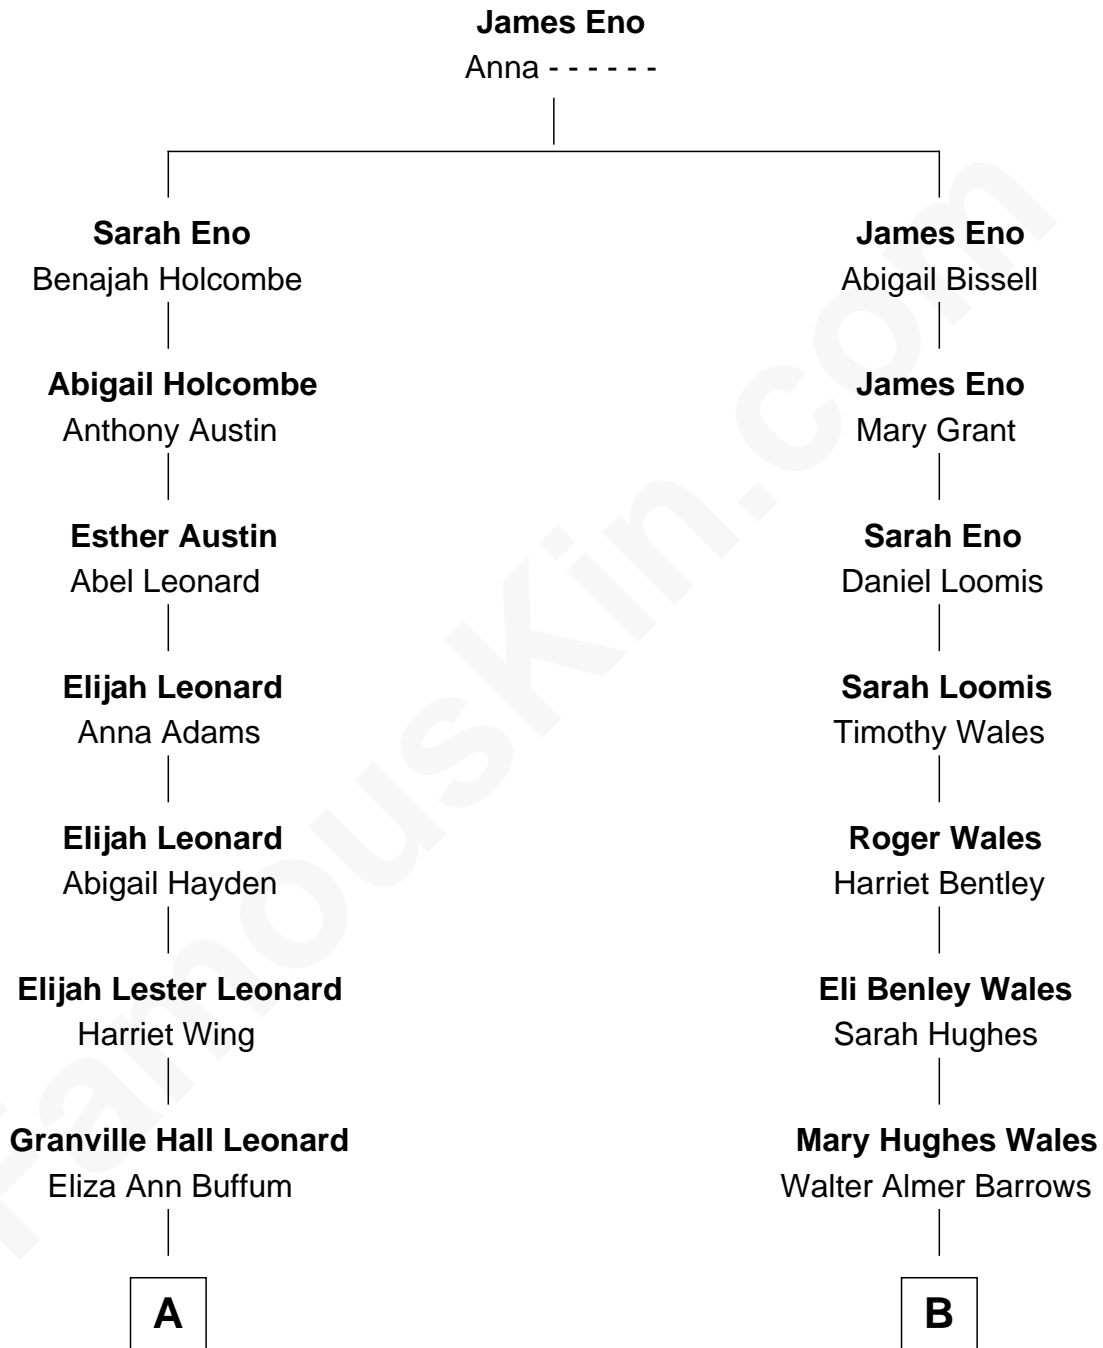 James Eno
Anna - - - - - -
Sarah Eno
Benajah Holcombe
James Eno
Abigail Bissell
Abigail Holcombe
Anthony Austin
James Eno
Mary Grant
Esther Austin
Abel Leonard
Sarah Eno
Daniel Loomis
Elijah Leonard
Anna Adams
Sarah Loomis
Timothy Wales
Elijah Leonard
Abigail Hayden
Roger Wales
Harriet Bentley
Elijah Lester Leonard
Harriet Wing
Eli Benley Wales
Sarah Hughes
Granville Hall Leonard
Eliza Ann Buffum
Mary Hughes Wales
Walter Almer Barrows
A
B
FamousKin.com